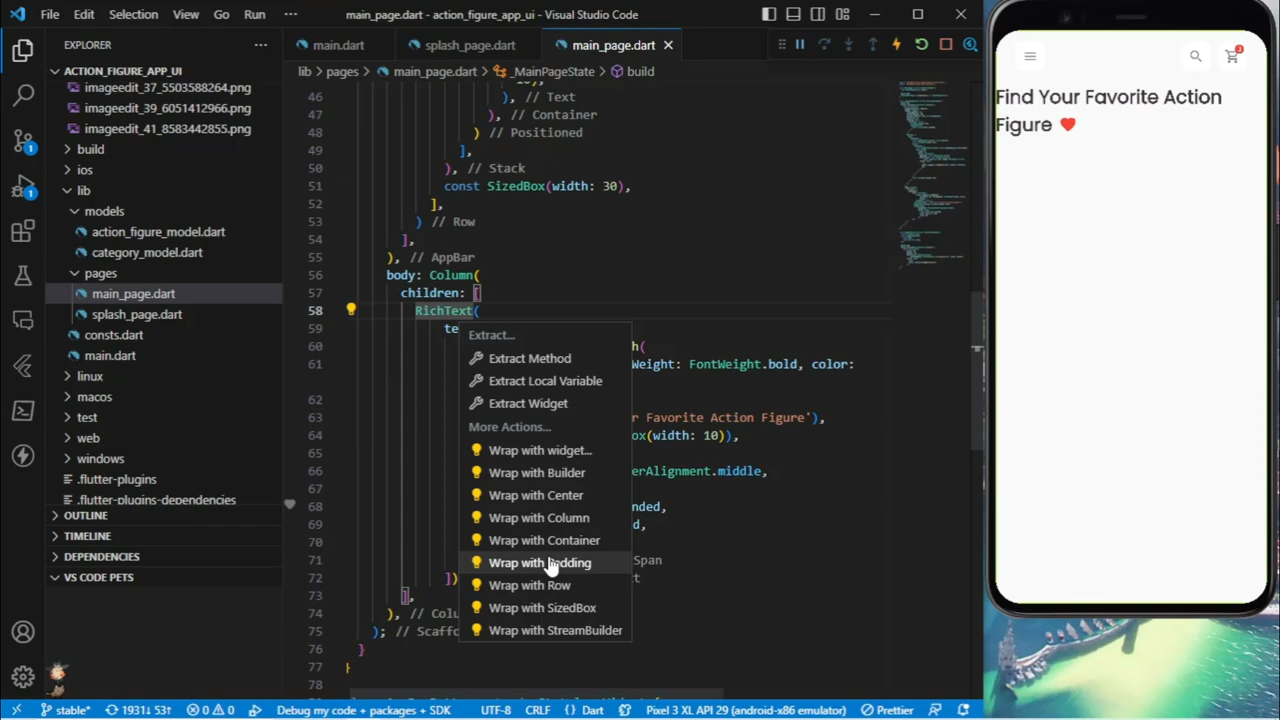 File Edit Selection View Go Run ··· main_page.dart - action_figure_app_ui - Visual Studio Code
EXPLORER ···
ACTION_FIGURE_APP_UI
imageedit_37_5503588234.png
imageedit_39_6051412966.png
imageedit_41_8583442855.png
build
ios
lib
models
action_figure_model.dart
category_model.dart
pages
main_page.dart
splash_page.dart
consts.dart
main.dart
linux
macos
test
web
windows
.flutter-plugins
.flutter-plugins-dependencies
OUTLINE
TIMELINE
DEPENDENCIES
VS CODE PETS
1
1
main.dart splash_page.dart main_page.dart
lib > pages > main_page.dart > _MainPageState > build
46 ), // Text
47 ), // Container
48 ) // Positioned
49 ],
50 ), // Stack
51 const SizedBox(width: 30),
52 ],
53 ) // Row
54 ],
55 ), // AppBar
56 body: Column(
57 children: [
58 RichText(
59 te
60 h(
61 Weight: FontWeight.bold, color:
62
63 r Favorite Action Figure'),
64 ox(width: 10)),
65
66 erAlignment.middle,
67
68 nded,
69 d,
70
71 Span
72 ]) t
73 ],
74 ), // Colu
75 ); // Scaffo
76 }
77 }
78
Extract...
Extract Method
Extract Local Variable
Extract Widget
More Actions...
Wrap with widget...
Wrap with Builder
Wrap with Center
Wrap with Column
Wrap with Container
Wrap with Padding
Wrap with Row
Wrap with SizedBox
Wrap with StreamBuilder
3
Find Your Favorite Action
Figure ❤
stable* 1931↓ 53↑ 0 0 Debug my code + packages + SDK UTF-8 CRLF {} Dart Pixel 3 XL API 29 (android-x86 emulator) Prettier